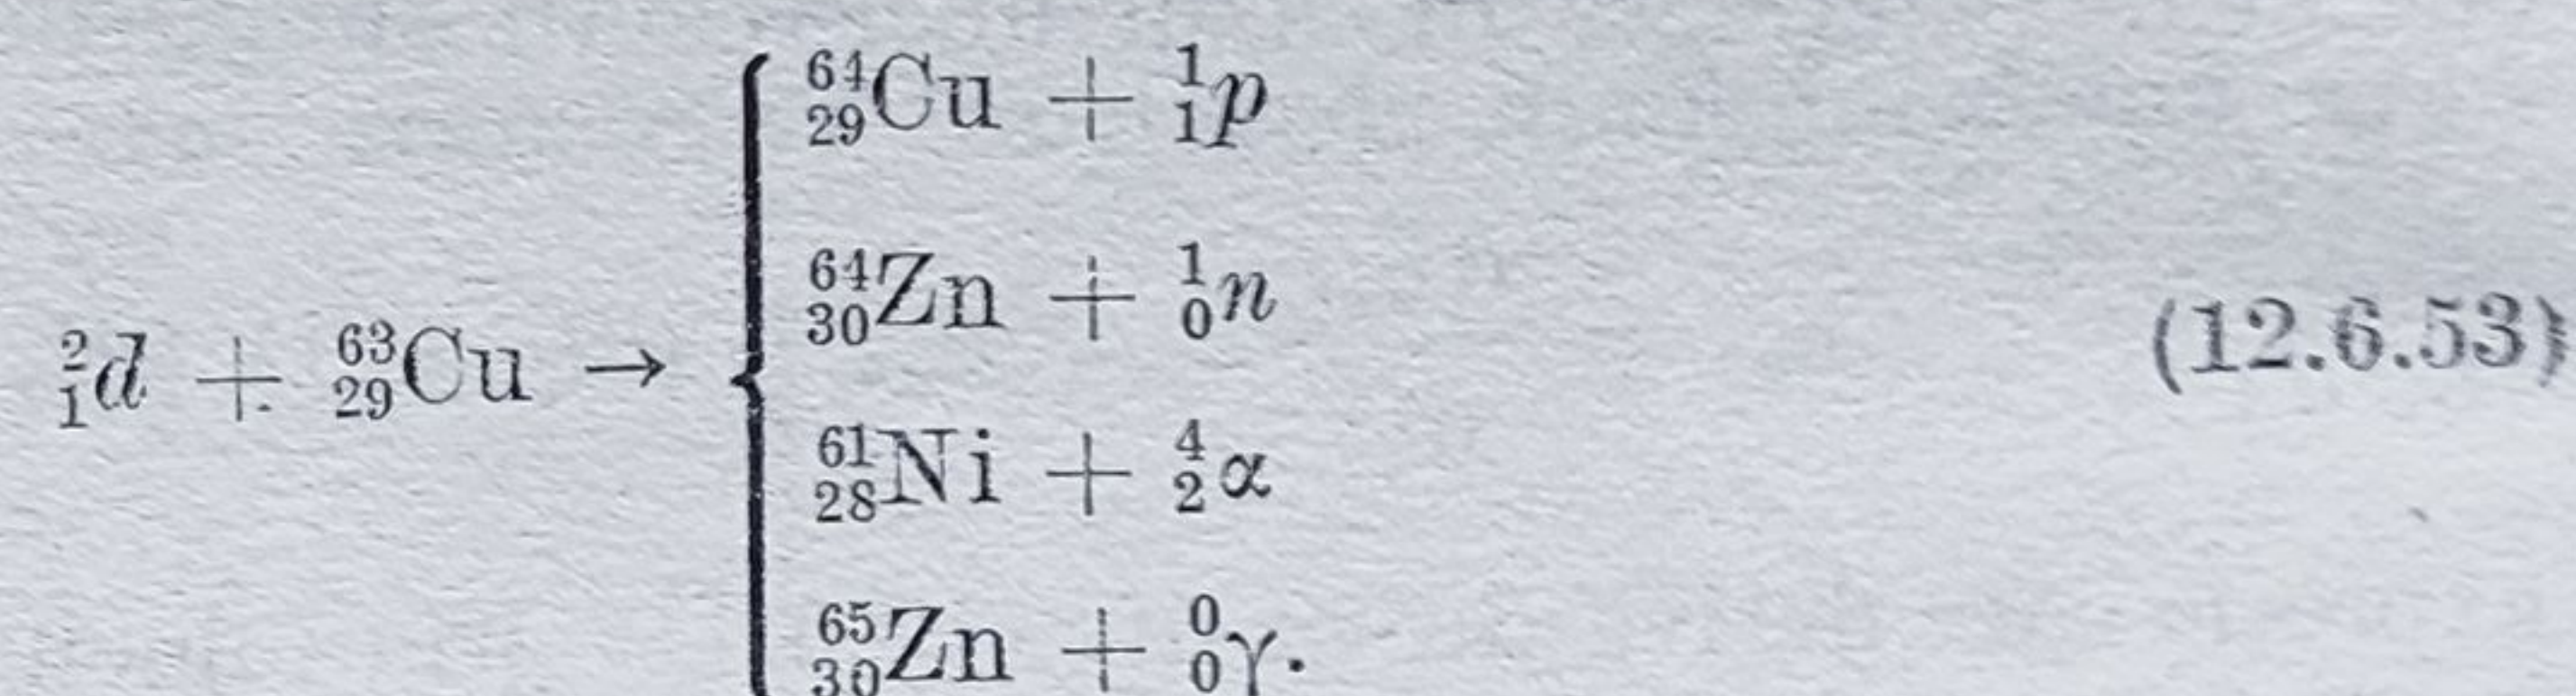 ⁶⁴₂₉Cu + ¹₁p
⁶⁴₃₀Zn + ¹₀n
²₁d + ⁶³₂₉Cu → { (12.6.53)
⁶¹₂₈Ni + ⁴₂α
⁶⁵₃₀Zn + ⁰₀γ.